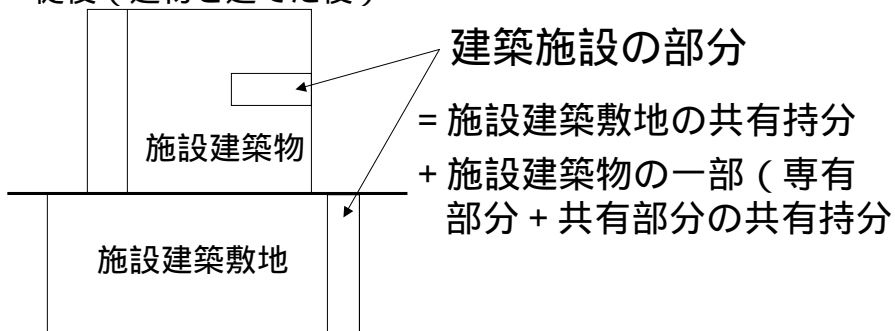 従後（建物を建てた後）
建築施設の部分
= 施設建築敷地の共有持分
+ 施設建築物の一部（専有
部分 + 共有部分の共有持分
施設建築物
施設建築敷地